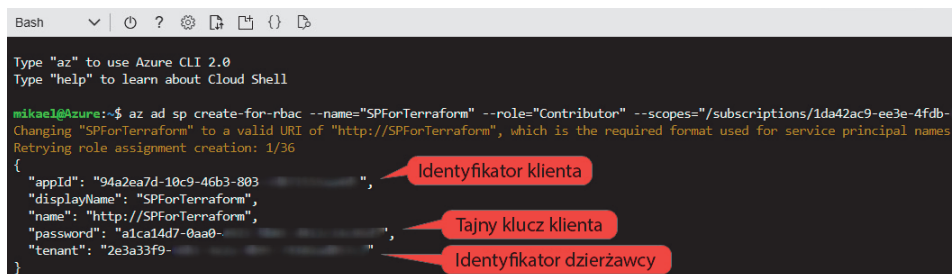 Bash
Type "az" to use Azure CLI 2.0
Type "help" to learn about Cloud Shell
mikael@Azure:~$ az ad sp create-for-rbac --name="SPForTerraform" --role="Contributor" --scopes="/subscriptions/1da42ac9-ee3e-4fdb-
Changing "SPForTerraform" to a valid URI of "http://SPForTerraform", which is the required format used for service principal names
Retrying role assignment creation: 1/36
{
"appId": "94a2ea7d-10c9-46b3-803 ", Identyfikator klienta
"displayName": "SPForTerraform",
"name": "http://SPForTerraform",
"password": "a1ca14d7-0aa0- ", Tajny klucz klienta
"tenant": "2e3a33f9- " Identyfikator dzierżawcy
}